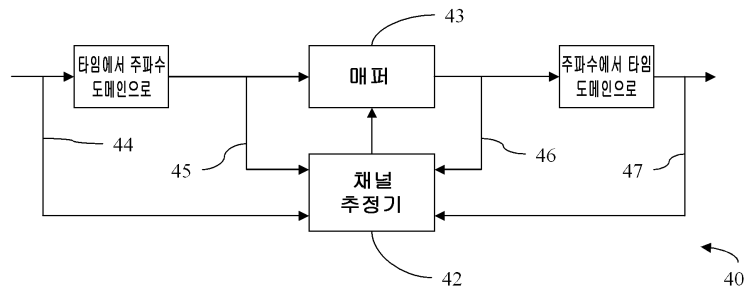 43
타임에서 주파수
도메인으로
매퍼
주파수에서 타임
도메인으로
44
45
46
47
채널
추정기
42
40